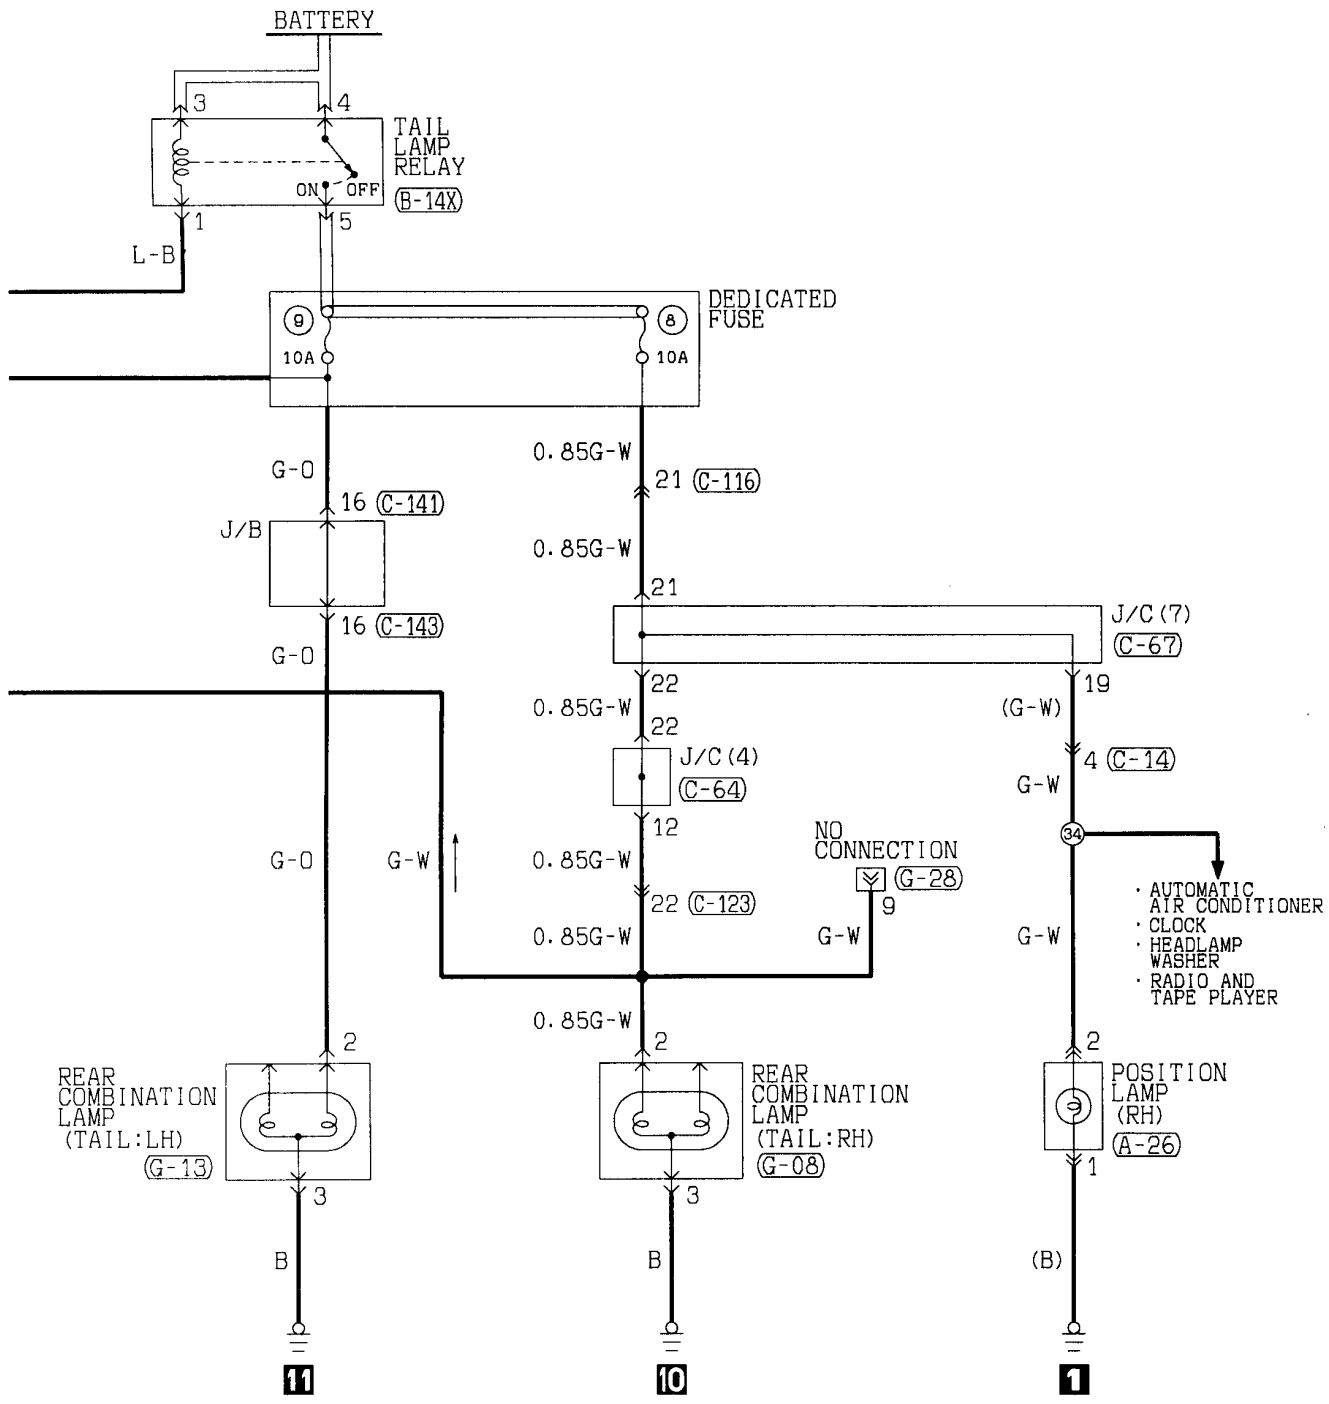 BATTERY
3
4
TAIL
LAMP
RELAY
ON
OFF
B-14X
1
5
L-B
DEDICATED
FUSE
9
8
10A
10A
0.85G-W
G-O
21
C-116
16
C-141
J/B
0.85G-W
21
J/C(7)
16
C-143
C-67
G-O
22
19
0.85G-W
(G-W)
22
J/C(4)
4
C-14
C-64
G-W
12
NO
CONNECTION
34
G-O
G-W
0.85G-W
G-28
AUTOMATIC
AIR CONDITIONER
22
C-123
9
· CLOCK
0.85G-W
G-W
G-W
· HEADLAMP
WASHER
· RADIO AND
TAPE PLAYER
0.85G-W
2
2
2
REAR
COMBINATION
LAMP
(TAIL:LH)
G-13
REAR
COMBINATION
LAMP
(TAIL:RH)
G-08
POSITION
LAMP
(RH)
A-26
3
3
1
B
B
(B)
11
10
1